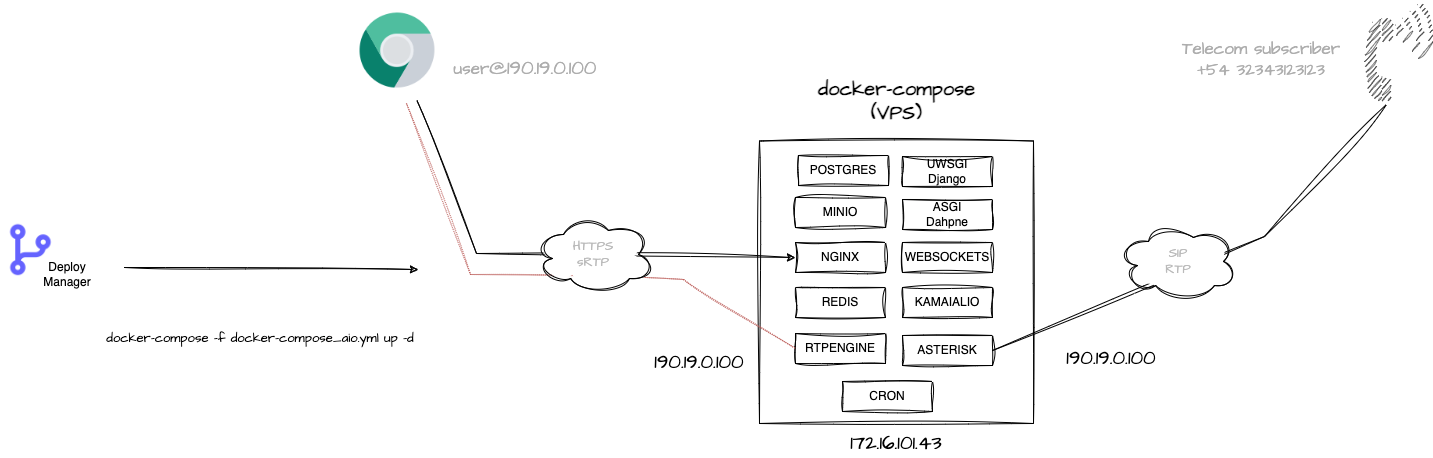 user@190.19.0.100
Telecom subscriber
+54 32343123123
docker-compose
(VPS)
POSTGRES
UWSGI
Django
MINIO
ASGI
Dahpne
HTTPS
sRTP
NGINX
WEBSOCKETS
SIP
RTP
Deploy
Manager
REDIS
KAMAIALIO
docker-compose -f docker-compose_aio.yml up -d
RTPENGINE
ASTERISK
190.19.0.100
190.19.0.100
CRON
172.16.101.43